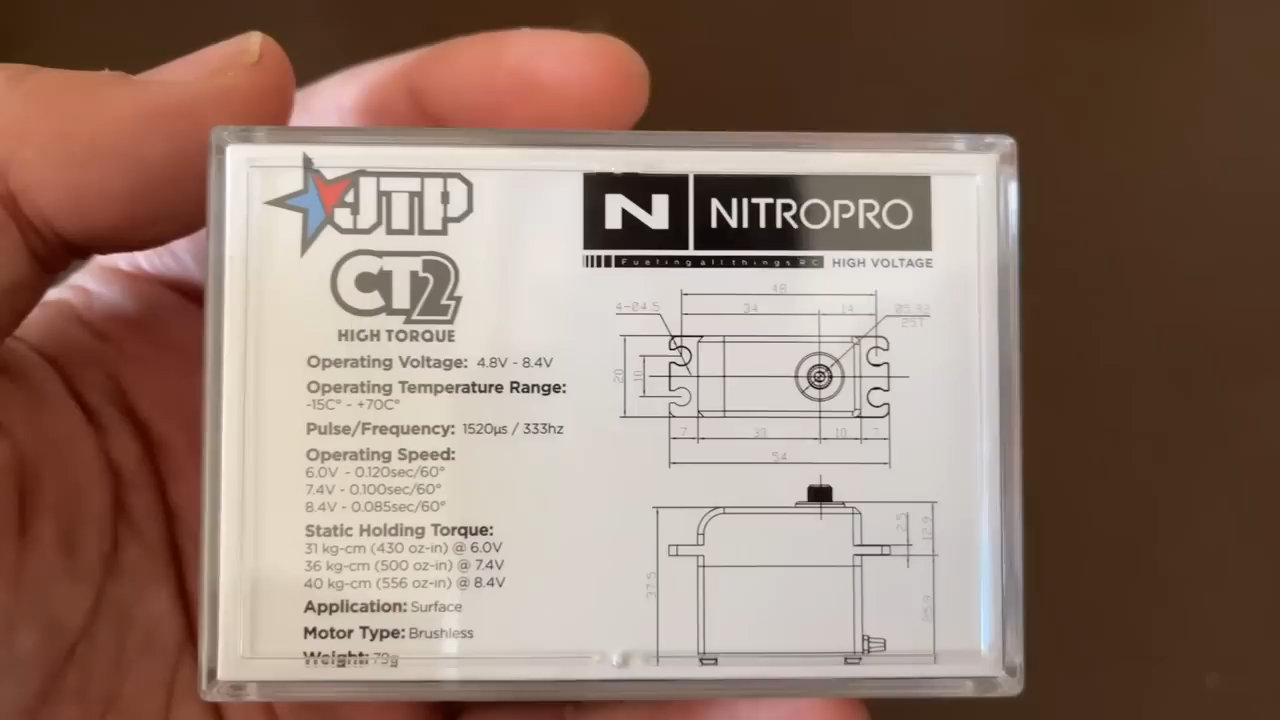 JTP
CT2
HIGH TORQUE
Operating Voltage: 4.8V - 8.4V
Operating Temperature Range:
-15C° - +70C°
Pulse/Frequency: 1520µs / 333hz
Operating Speed:
6.0V - 0.120sec/60°
7.4V - 0.100sec/60°
8.4V - 0.085sec/60°
Static Holding Torque:
31 kg-cm (430 oz-in) @ 6.0V
36 kg-cm (500 oz-in) @ 7.4V
40 kg-cm (556 oz-in) @ 8.4V
Application: Surface
Motor Type: Brushless
Weight: 79g
N NITROPRO
Fueling all things RC HIGH VOLTAGE
48
4-Ø4.5 34 14
25T
20
10
7 10 7
54
2.5
12.9
37.5